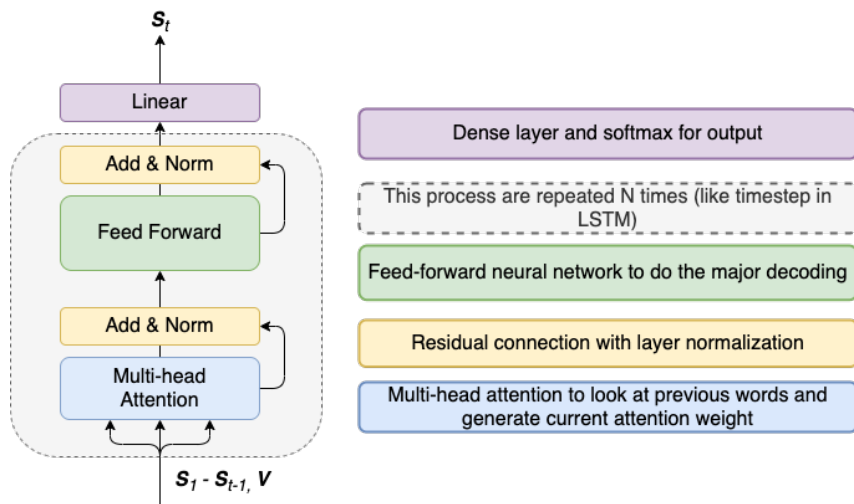 S_t
Linear
Add & Norm
Feed Forward
Add & Norm
Multi-head
Attention
S_1 - S_{t-1}, V
Dense layer and softmax for output
This process are repeated N times (like timestep in
LSTM)
Feed-forward neural network to do the major decoding
Residual connection with layer normalization
Multi-head attention to look at previous words and
generate current attention weight